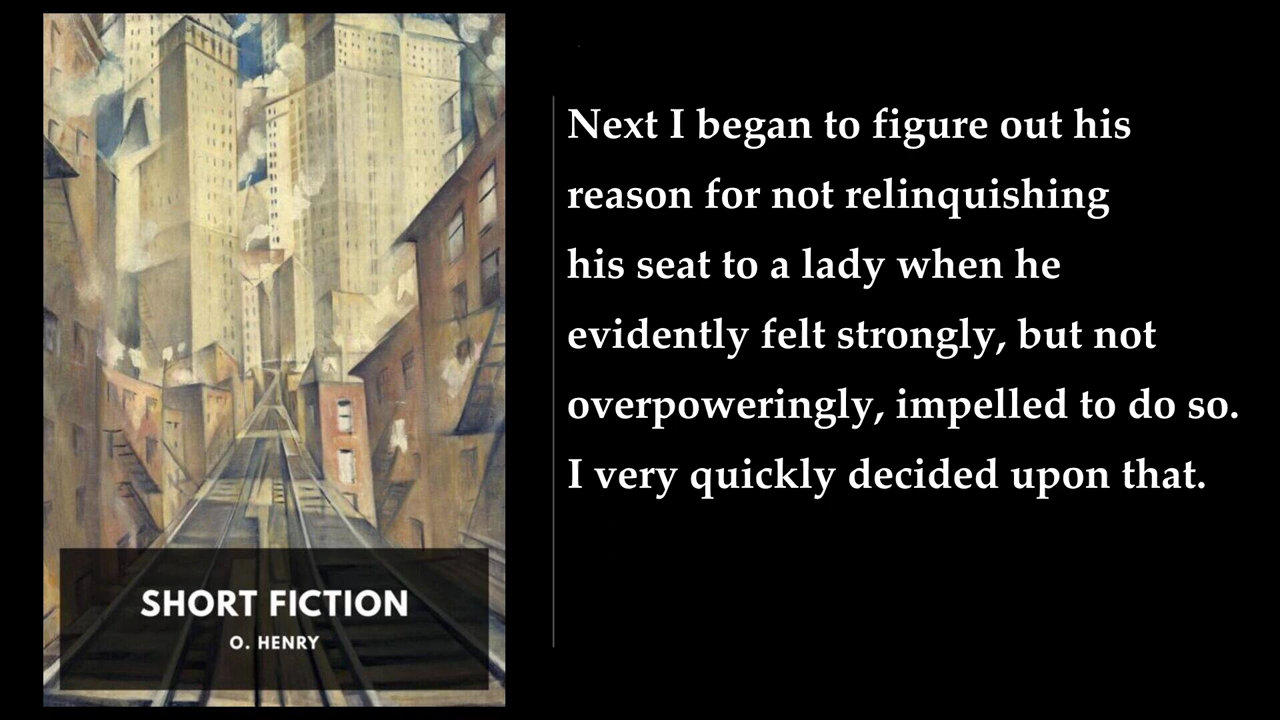 SHORT FICTION
O. HENRY
Next I began to figure out his
reason for not relinquishing
his seat to a lady when he
evidently felt strongly, but not
overpoweringly, impelled to do so.
I very quickly decided upon that.